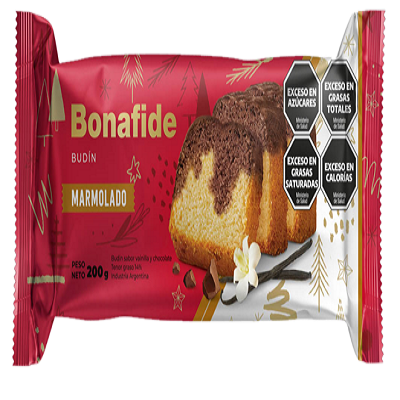 Bonafide
BUDÍN
MARMOLADO
PESO
NETO 200g
Budín sabor vainilla y chocolate
Industria Argentina
EXCESO EN
AZÚCARES
Ministerio
de Salud
EXCESO EN
GRASAS
TOTALES
Ministerio
de Salud
EXCESO EN
GRASAS
SATURADAS
Ministerio
de Salud
EXCESO EN
CALORÍAS
Ministerio
de Salud